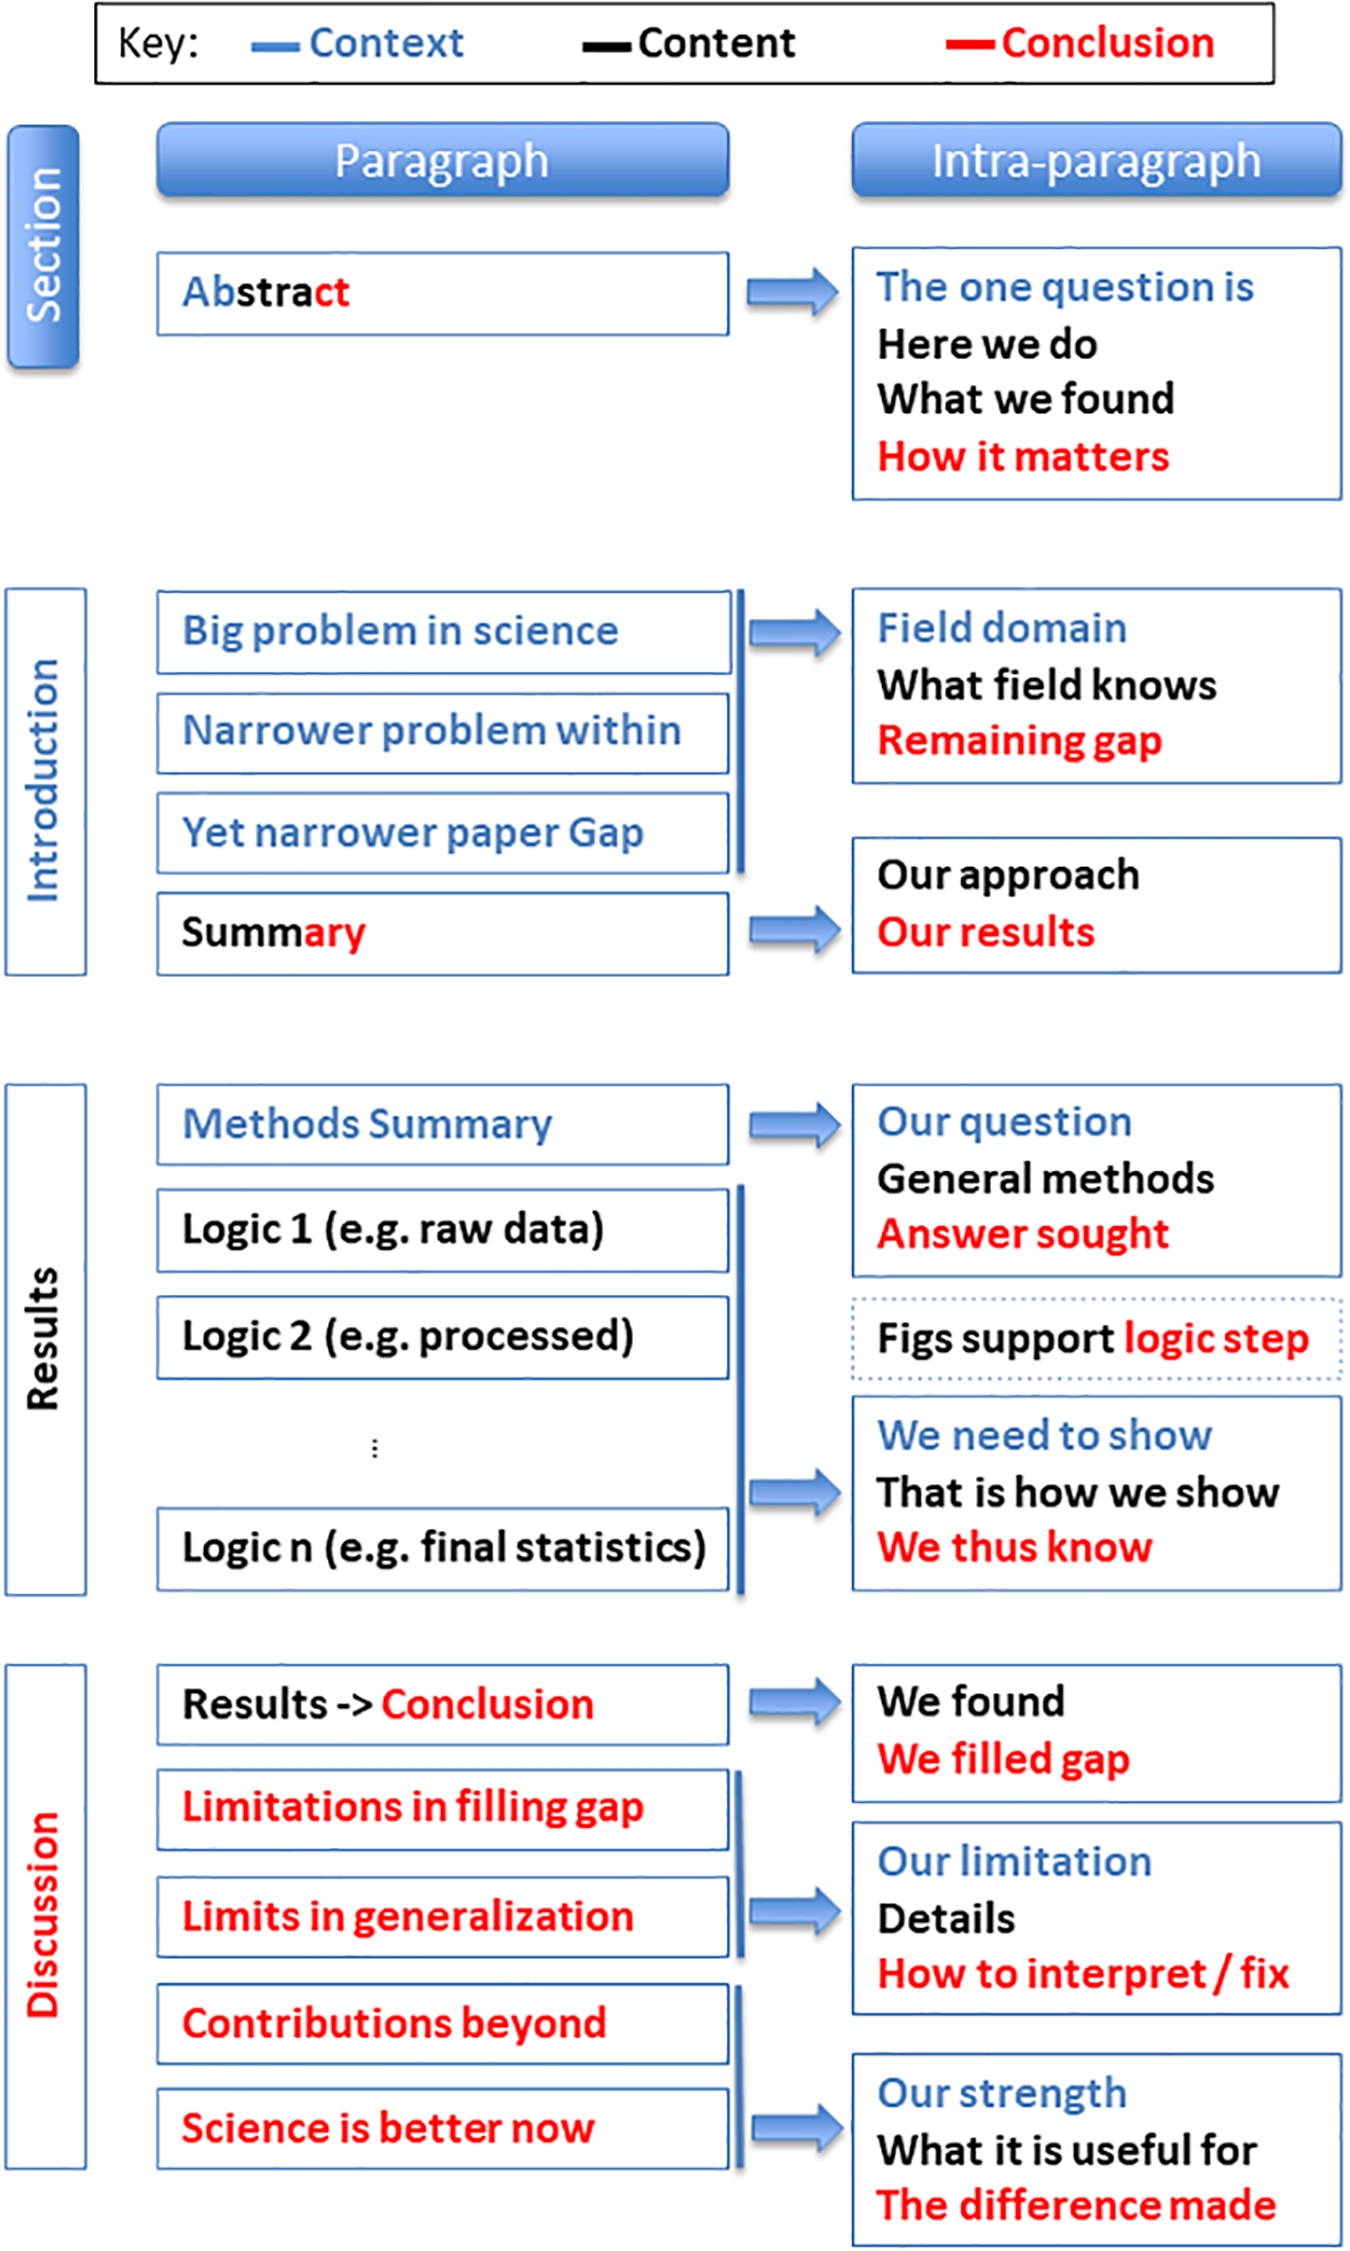 Key: Context Content Conclusion
Section
Paragraph
Intra-paragraph
Abstract
The one question is
Here we do
What we found
How it matters
Introduction
Big problem in science
Narrower problem within
Yet narrower paper Gap
Field domain
What field knows
Remaining gap
Summary
Our approach
Our results
Results
Methods Summary
Our question
General methods
Answer sought
Logic 1 (e.g. raw data)
Logic 2 (e.g. processed)
...
Logic n (e.g. final statistics)
Figs support logic step
We need to show
That is how we show
We thus know
Discussion
Results -> Conclusion
We found
We filled gap
Limitations in filling gap
Limits in generalization
Our limitation
Details
How to interpret / fix
Contributions beyond
Science is better now
Our strength
What it is useful for
The difference made